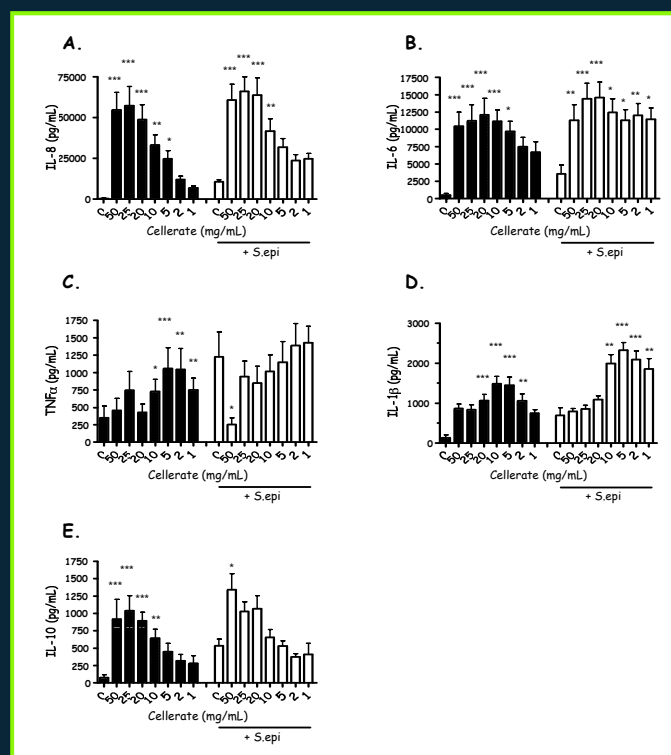 A.
IL-8 (pg/mL)
75000
50000
25000
0
*** *** *** ** * *** *** *** **
C 50 25 20 10 5 2 1 C 50 25 20 10 5 2 1
Cellerate (mg/mL)
+ S.epi
B.
IL-6 (pg/mL)
17500
15000
12500
10000
7500
5000
2500
0
*** *** *** *** * ** *** *** * * ** *
C 50 25 20 10 5 2 1 C 50 25 20 10 5 2 1
Cellerate (mg/mL)
+ S.epi
C.
TNFα (pg/mL)
1750
1500
1250
1000
750
500
250
0
* *** ** ** *
C 50 25 20 10 5 2 1 C 50 25 20 10 5 2 1
Cellerate (mg/mL)
+ S.epi
D.
IL-1β (pg/mL)
3000
2000
1000
0
*** *** *** ** ** *** *** **
C 50 25 20 10 5 2 1 C 50 25 20 10 5 2 1
Cellerate (mg/mL)
+ S.epi
E.
IL-10 (pg/mL)
1750
1500
1250
1000
750
500
250
0
*** *** *** ** *
C 50 25 20 10 5 2 1 C 50 25 20 10 5 2 1
Cellerate (mg/mL)
+ S.epi